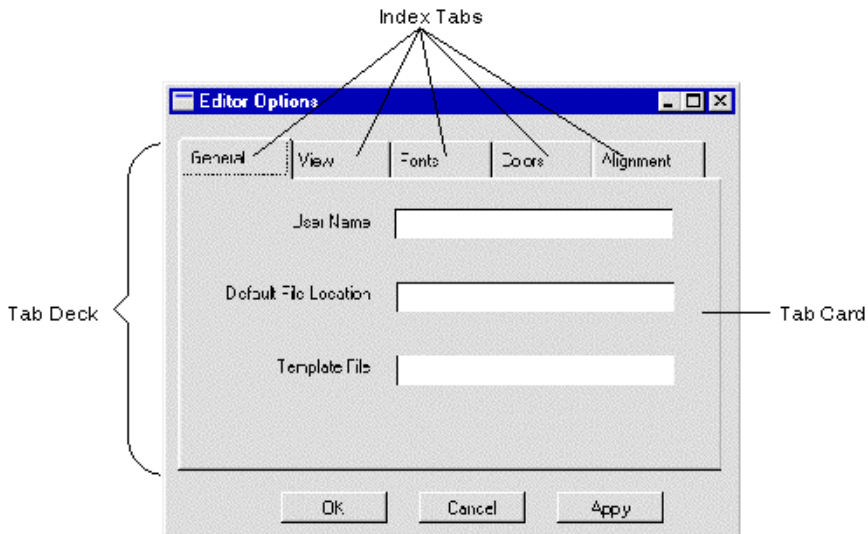 Index Tabs
Editor Options
General View Fonts Colors Alignment
User Name
Default File Location
Tab Deck
Tab Card
Template File
OK Cancel Apply